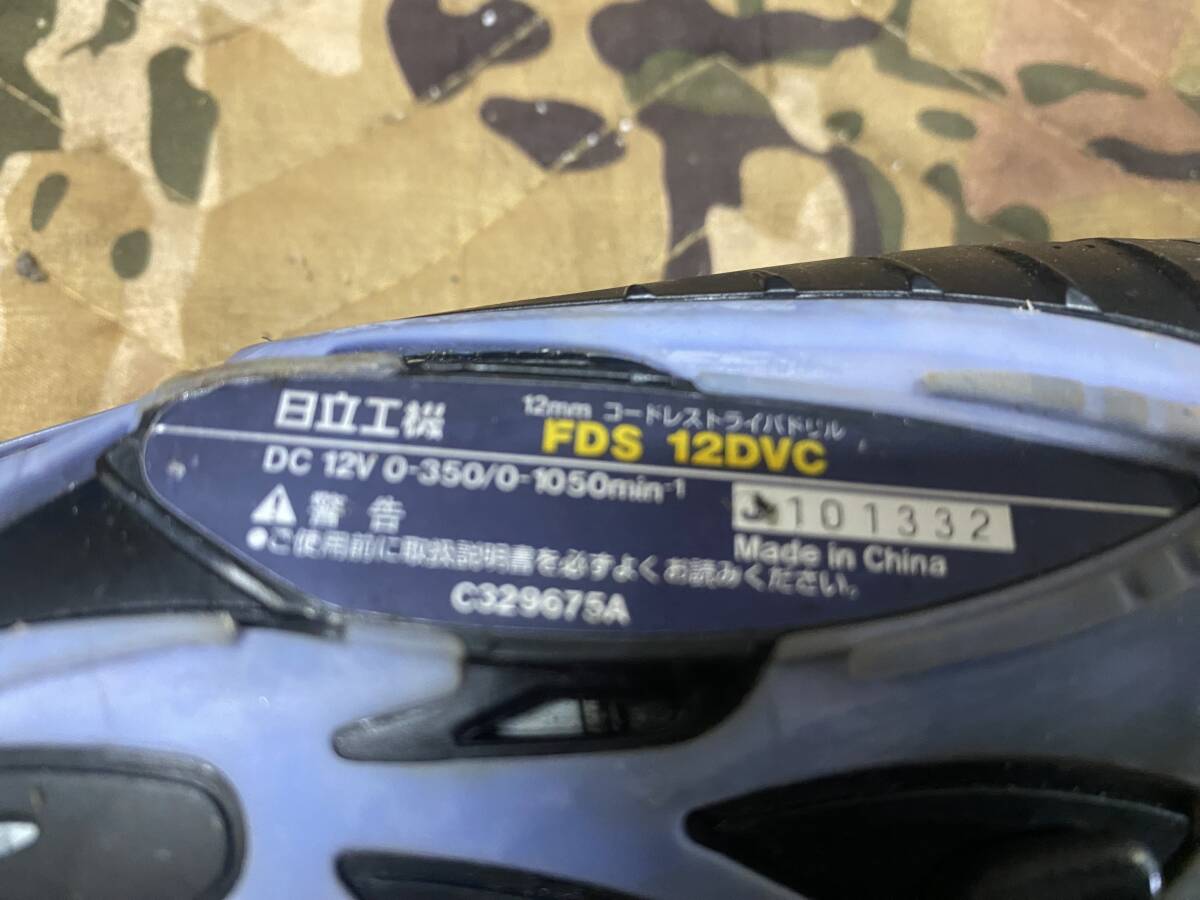 日立工機
12mm コードレスドライバドリル
FDS 12DVC
DC 12V 0-350/0-1050min-1
警告
101332
●ご使用前に取扱説明書を必ずよくお読みください。
Made in China
C329675A